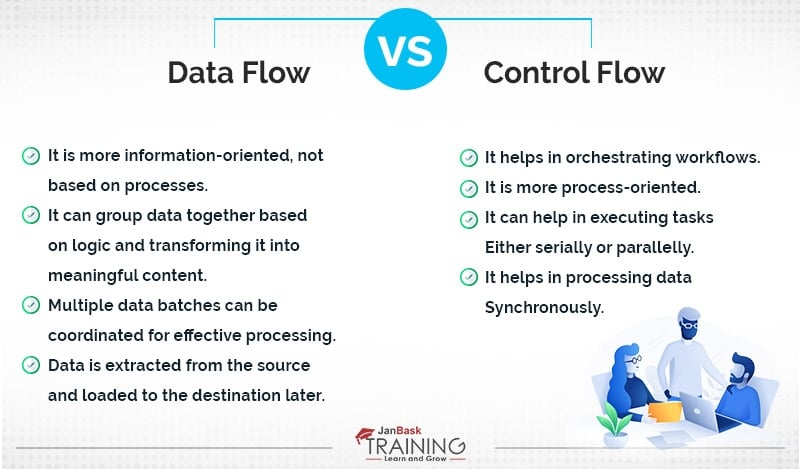 VS
Data Flow
Control Flow
It is more information-oriented, not
based on processes.
It can group data together based
on logic and transforming it into
meaningful content.
Multiple data batches can be
coordinated for effective processing.
Data is extracted from the source
and loaded to the destination later.
It helps in orchestrating workflows.
It is more process-oriented.
It can help in executing tasks
Either serially or parallelly.
It helps in processing data
Synchronously.
JanBask
TRAINING
Learn and Grow